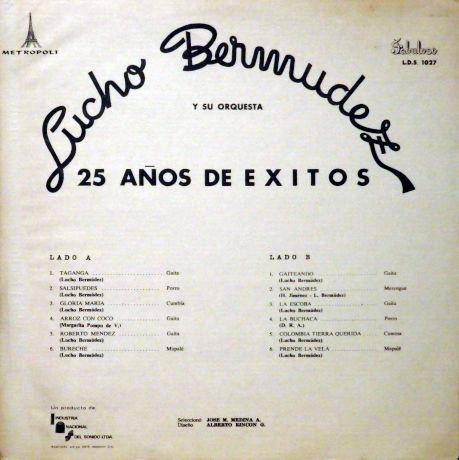 METROPOLI
Fabuloso
L.D.S. 1027
Lucho Bermudez
Y SU ORQUESTA
25 AÑOS DE EXITOS
LADO A
1. TAGANGA Gaita
(Lucho Bermúdez)
2. SALSIPUEDES Porro
(Lucho Bermúdez)
3. GLORIA MARIA Cumbia
(Lucho Bermúdez)
4. ARROZ CON COCO Gaita
(Margarita Pompo de V.)
5. ROBERTO MENDEZ Gaita
(Lucho Bermúdez)
6. BURECHE Mapalé
(Lucho Bermúdez)
LADO B
1. GAITEANDO Gaita
(Lucho Bermúdez)
2. SAN ANDRES Merengue
(H. Jiménez - L. Bermúdez)
3. LA ESCOBA Gaita
(Lucho Bermúdez)
4. LA BUCHACA Porro
(D. R. A.)
5. COLOMBIA TIERRA QUERIDA Cumbia
(Lucho Bermúdez)
6. PRENDE LA VELA Mapalé
(Lucho Bermúdez)
Un producto de:
INDUSTRIA
NACIONAL
DEL SONIDO LTDA.
Seleccionó JOSE M. MEDINA A.
Diseño ALBERTO RINCON G.